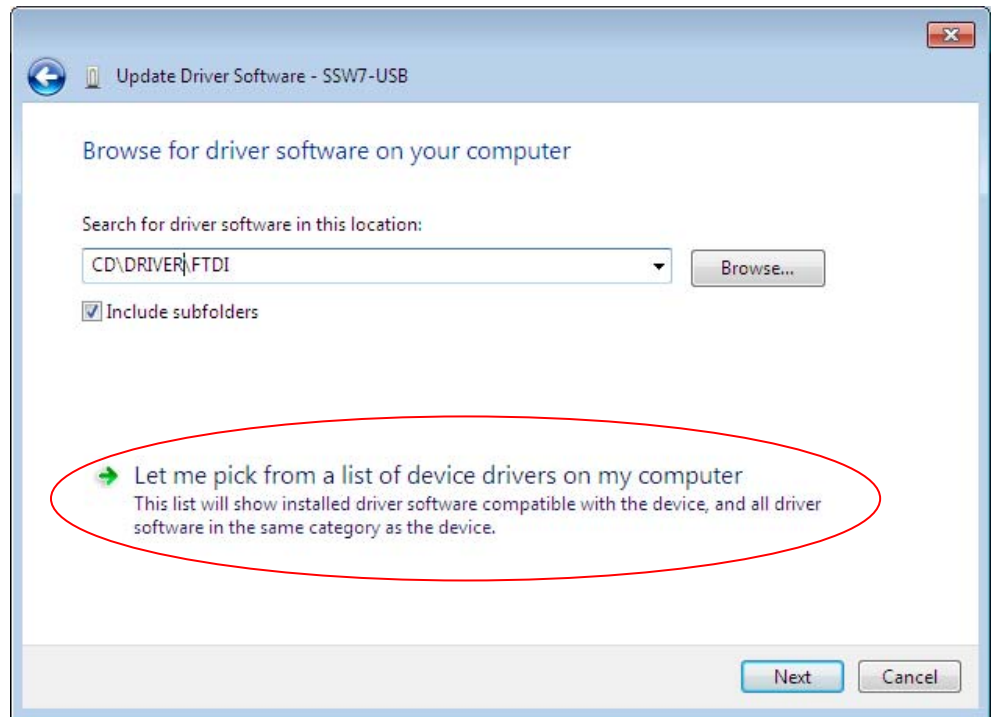 Update Driver Software - SSW7-USB
Browse for driver software on your computer
Search for driver software in this location:
CD\DRIVER\FTDI
Browse...
Include subfolders
Let me pick from a list of device drivers on my computer
This list will show installed driver software compatible with the device, and all driver
software in the same category as the device.
Next
Cancel